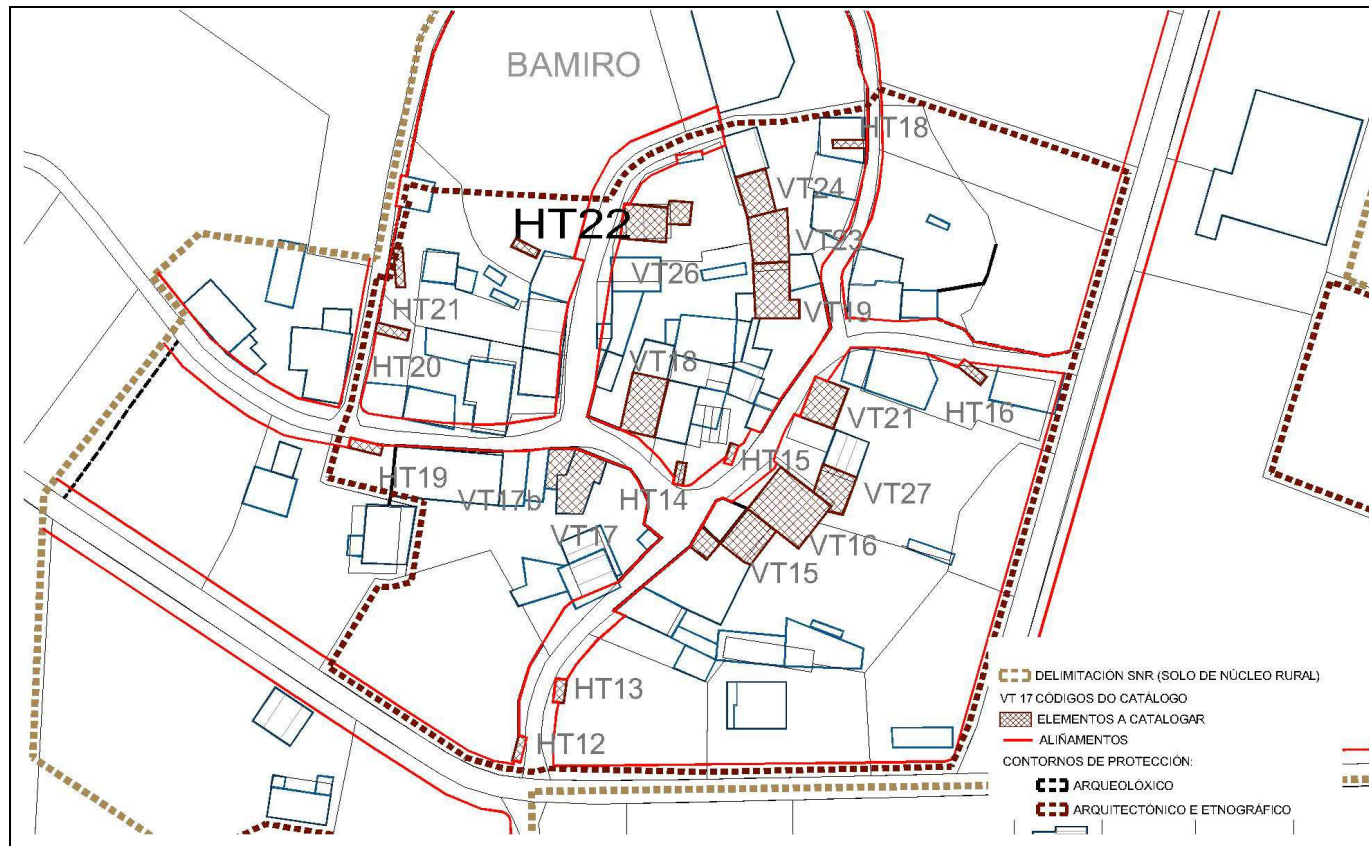 BAMIRO
HT18
VT24
HT22
VT23
VT26
HT21
VT19
VT18
HT20
HT16
VT21
HT15
HT19
VT17b
HT14
VT27
VT17
VT16
VT15
HT13
HT12
DELIMITACIÓN SNR (SOLO DE NÚCLEO RURAL)
VT 17 CÓDIGOS DO CATÁLOGO
ELEMENTOS A CATALOGAR
ALIÑAMENTOS
CONTORNOS DE PROTECCIÓN:
ARQUEOLÓXICO
ARQUITECTÓNICO E ETNOGRÁFICO